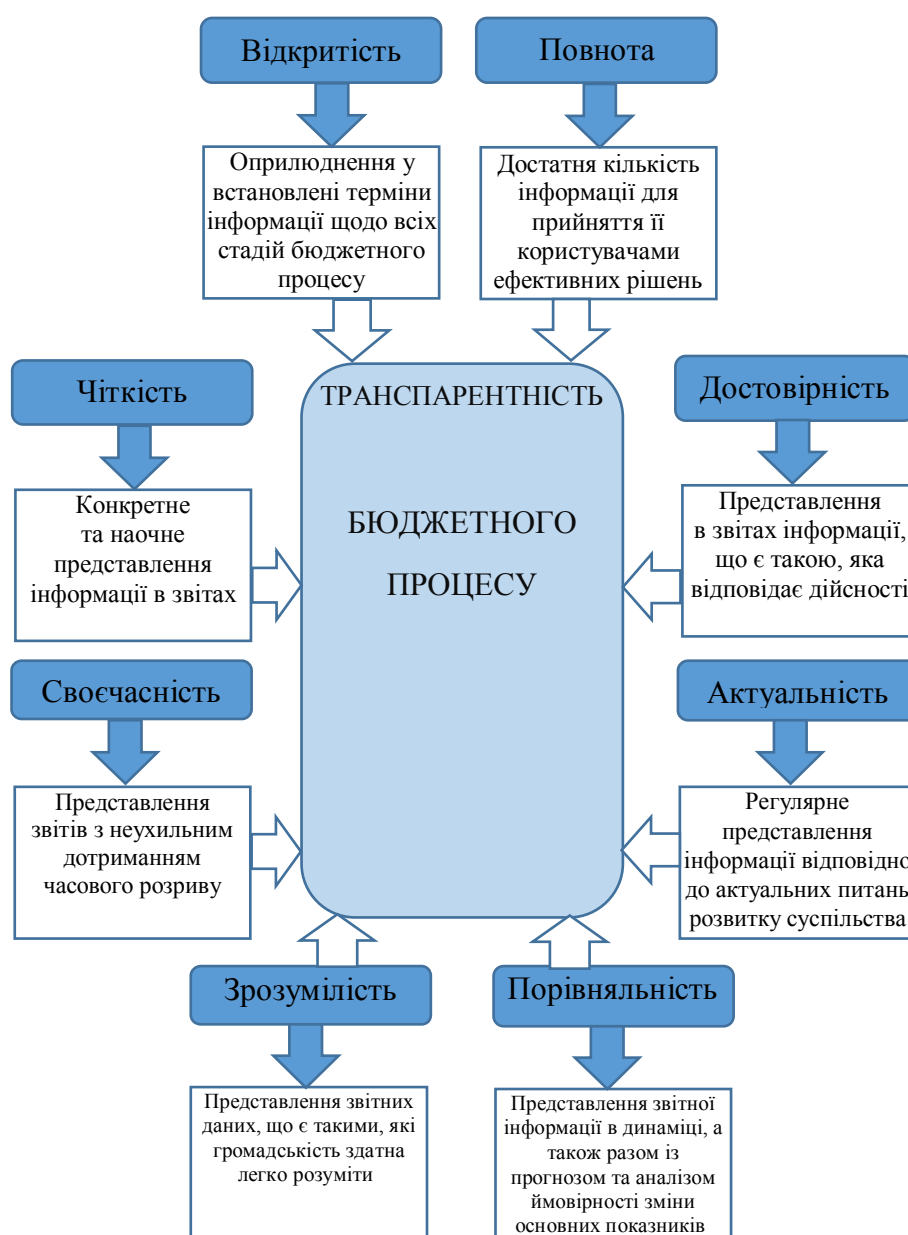 Відкритість
Повнота
Оприлюднення у
встановлені терміни
інформації щодо всіх
стадій бюджетного
процесу
Достатня кількість
інформації для
прийняття її
користувачами
ефективних рішень
ТРАНСПАРЕНТНІСТЬ
БЮДЖЕТНОГО
ПРОЦЕСУ
Чіткість
Конкретне
та наочне
представлення
інформації в звітах
Достовірність
Представлення
в звітах інформації,
що є такою, яка
відповідає дійсності
Своєчасність
Представлення
звітів з неухильним
дотриманням
часового розриву
Актуальність
Регулярне
представлення
інформації відповідно
до актуальних питань
розвитку суспільства
Зрозумілість
Представлення звітних
даних, що є такими, які
громадськість здатна
легко розуміти
Порівняльність
Представлення звітної
інформації в динаміці, а
також разом із
прогнозом та аналізом
ймовірності зміни
основних показників